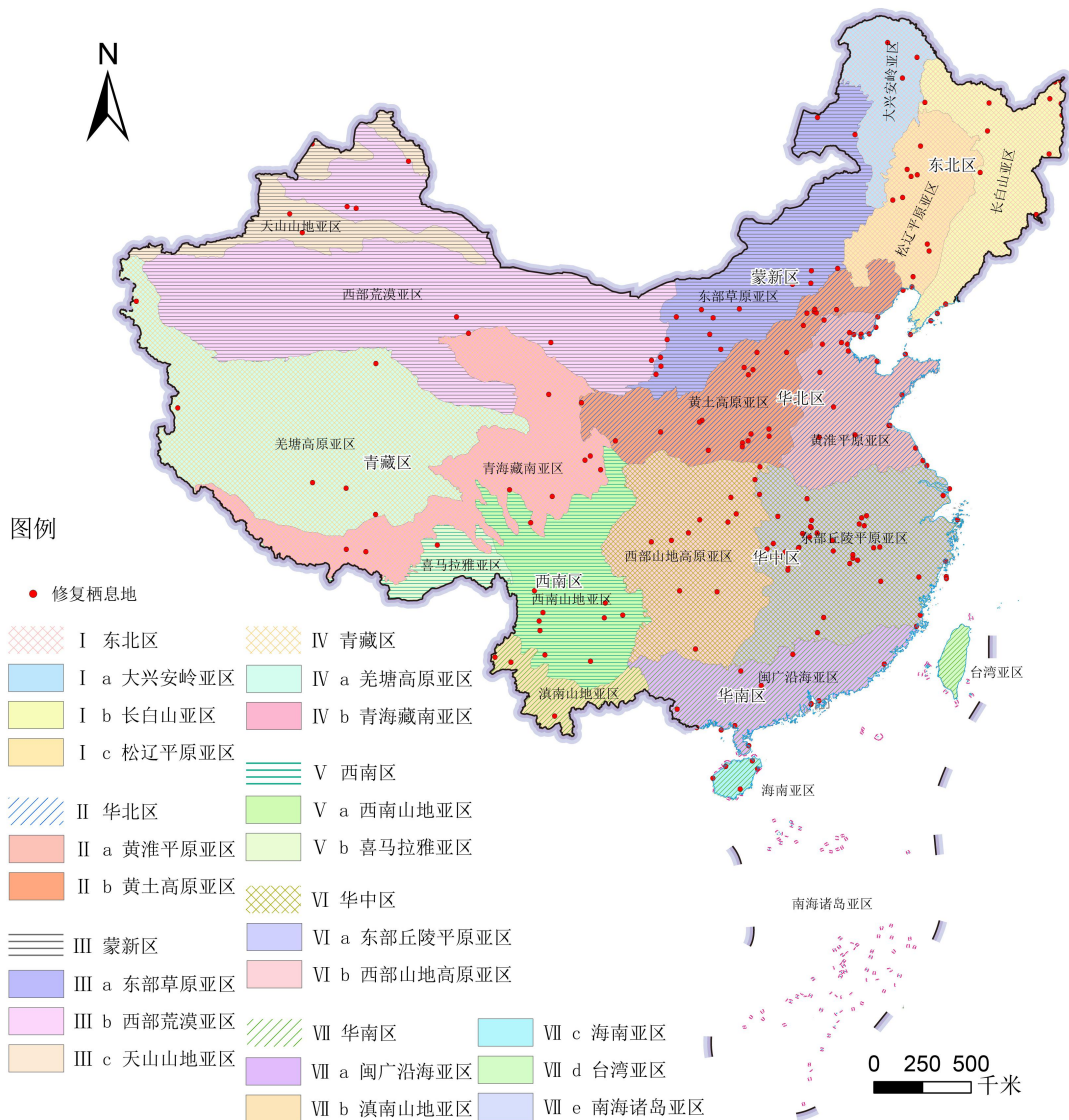 N
大兴安岭亚区
东北区
长白山亚区
松辽平原亚区
天山山地亚区
蒙新区
东部草原亚区
西部荒漠亚区
华北区
黄土高原亚区
黄淮平原亚区
羌塘高原亚区
青藏区
青海藏南亚区
东部丘陵平原亚区
西部山地高原亚区
华中区
喜马拉雅亚区
西南区
西南山地亚区
台湾亚区
闽广沿海亚区
华南区
滇南山地亚区
海南亚区
南海诸岛亚区
图例
修复栖息地
I 东北区
I a 大兴安岭亚区
I b 长白山亚区
I c 松辽平原亚区
II 华北区
II a 黄淮平原亚区
II b 黄土高原亚区
III 蒙新区
III a 东部草原亚区
III b 西部荒漠亚区
III c 天山山地亚区
IV 青藏区
IV a 羌塘高原亚区
IV b 青海藏南亚区
V 西南区
V a 西南山地亚区
V b 喜马拉雅亚区
VI 华中区
VI a 东部丘陵平原亚区
VI b 西部山地高原亚区
VII 华南区
VII a 闽广沿海亚区
VII b 滇南山地亚区
VII c 海南亚区
VII d 台湾亚区
VII e 南海诸岛亚区
0 250 500
千米